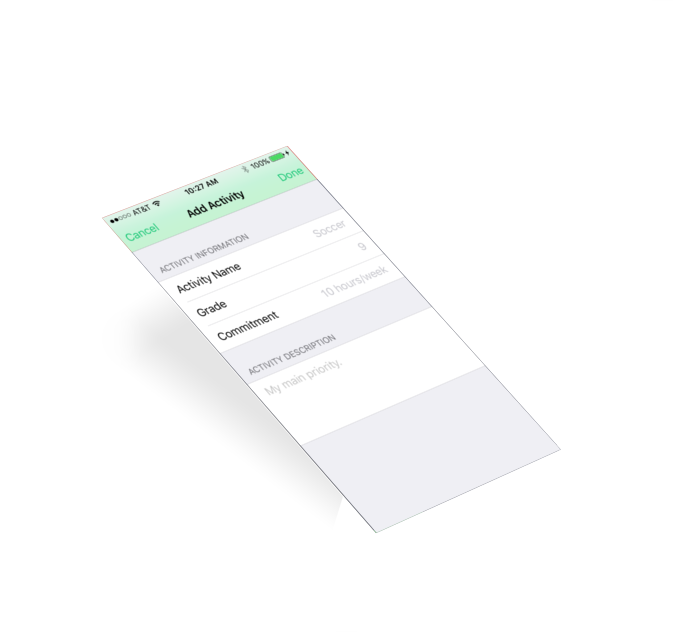 AT&T 10:27 AM 100%
Cancel Add Activity Done
ACTIVITY INFORMATION
Activity Name Soccer
Grade 9
Commitment 10 hours/week
ACTIVITY DESCRIPTION
My main priority.